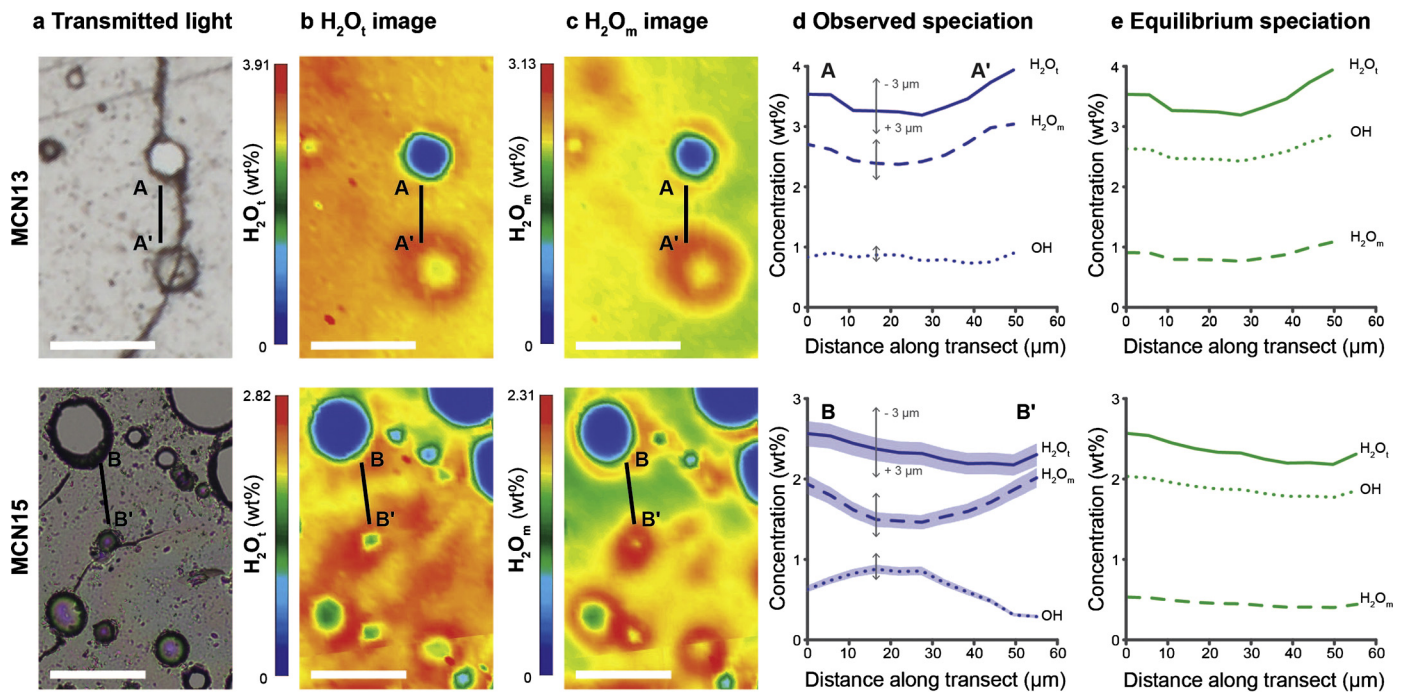 a Transmitted light
b H₂Oₜ image
c H₂Oₘ image
d Observed speciation
e Equilibrium speciation
MCN13
A
A'
3.91
H₂Oₜ (wt%)
0
A
A'
3.13
H₂Oₘ (wt%)
0
A
A'
Concentration (wt%)
4
3
2
1
0
A
A'
- 3 µm
+ 3 µm
H₂Oₜ
H₂Oₘ
OH
0 10 20 30 40 50 60
Distance along transect (µm)
Concentration (wt%)
4
3
2
1
0
H₂Oₜ
OH
H₂Oₘ
0 10 20 30 40 50 60
Distance along transect (µm)
MCN15
B
B'
2.82
H₂Oₜ (wt%)
0
B
B'
2.31
H₂Oₘ (wt%)
0
B
B'
Concentration (wt%)
3
2
1
0
B
B'
- 3 µm
+ 3 µm
H₂Oₜ
H₂Oₘ
OH
0 10 20 30 40 50 60
Distance along transect (µm)
Concentration (wt%)
3
2
1
0
H₂Oₜ
OH
H₂Oₘ
0 10 20 30 40 50 60
Distance along transect (µm)